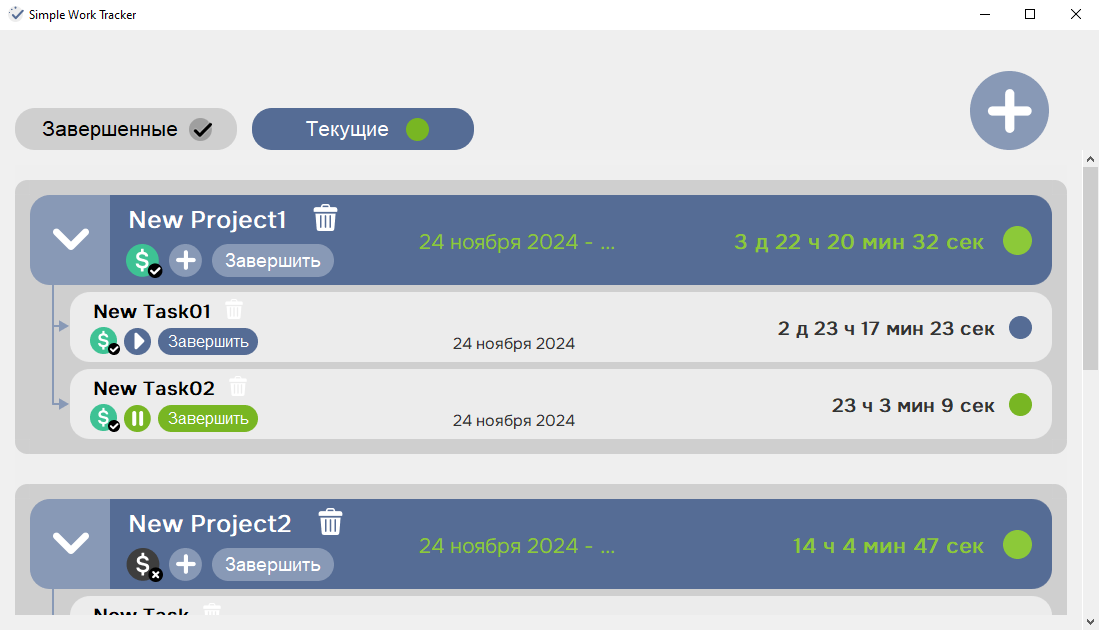 Simple Work Tracker
Завершенные
Текущие
New Project1
24 ноября 2024 - ...
3 д 22 ч 20 мин 32 сек
$
Завершить
New Task01
$
Завершить
24 ноября 2024
2 д 23 ч 17 мин 23 сек
New Task02
$
Завершить
24 ноября 2024
23 ч 3 мин 9 сек
New Project2
24 ноября 2024 - ...
14 ч 4 мин 47 сек
$
Завершить
New Task